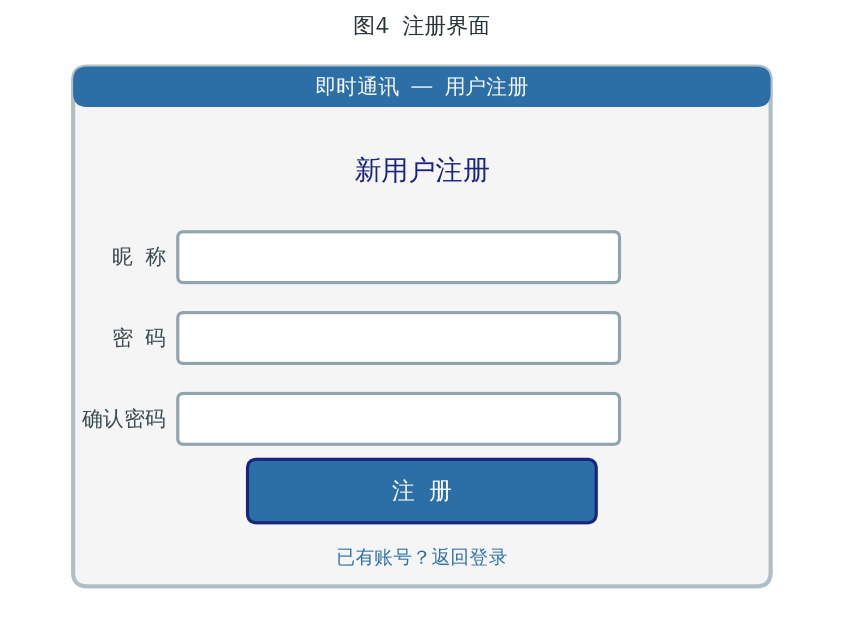 图4 注册界面
即时通讯 — 用户注册
新用户注册
昵 称
密 码
确认密码
注 册
已有账号？返回登录